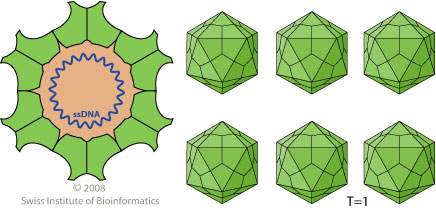 ssDNA
© 2008
Swiss Institute of Bioinformatics
T=1